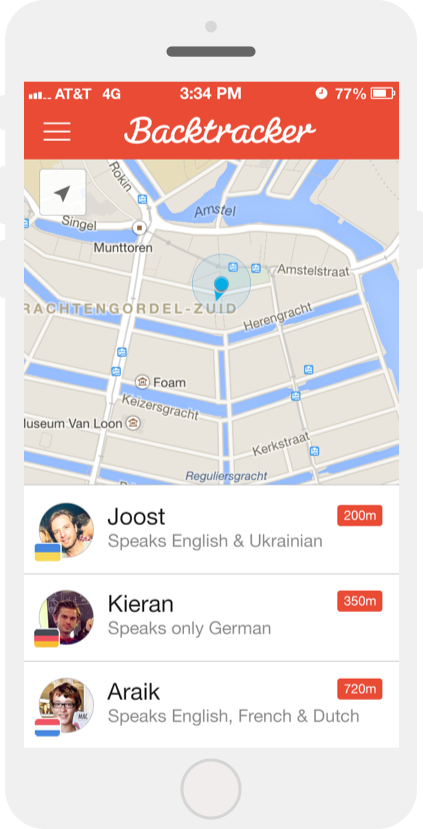 AT&T 4G 3:34 PM 77%
Backtracker
Rokin
Amstel
Singel
Munttoren
Amstelstraat
RACHTENGORDEL-ZUID
Herengracht
Foam
Keizersgracht
useum Van Loon
Kerkstraat
Reguliersgracht
Joost 200m
Speaks English & Ukrainian
Kieran 350m
Speaks only German
Araik 720m
Speaks English, French & Dutch